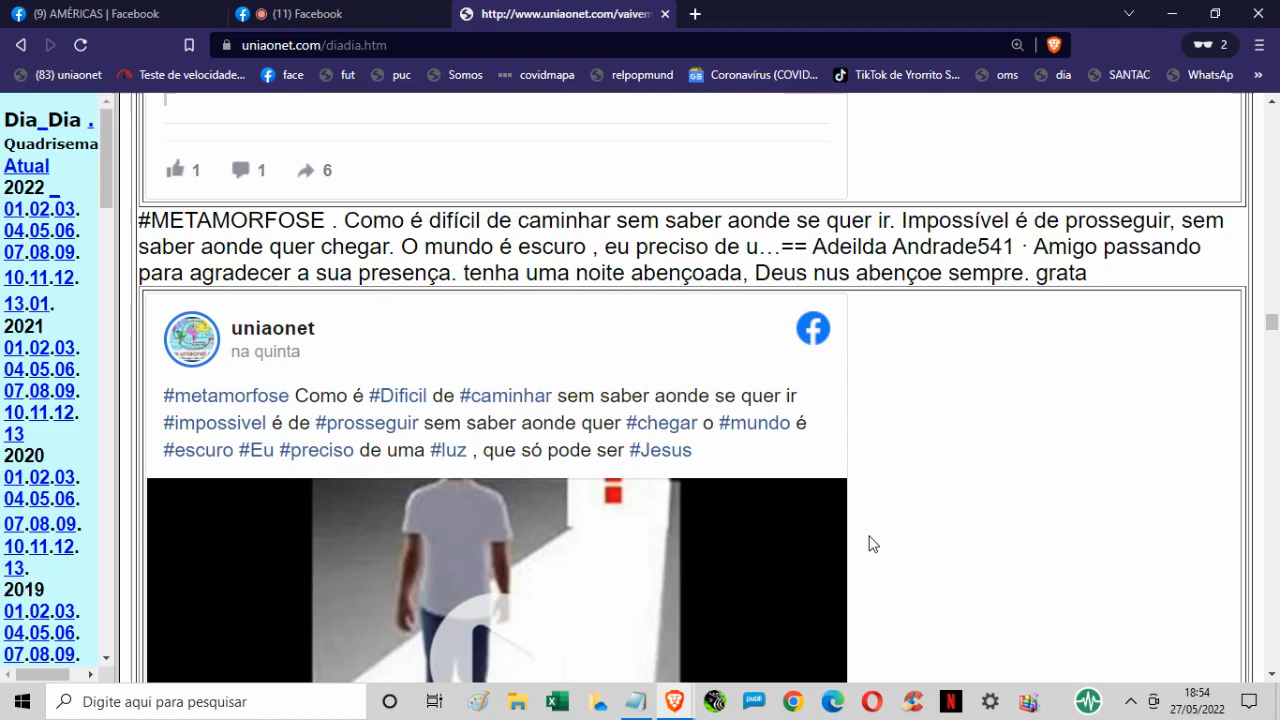 (9) AMÉRICAS | Facebook
(11) Facebook
http://www.uniaonet.com/vaivem
uniaonet.com/diadia.htm
2
(83) uniaonet
Teste de velocidade...
face
fut
puc
Somos
covidmapa
relpopmund
Coronavírus (COVID...
TikTok de Yrorrito S...
oms
dia
SANTAC
WhatsAp
»
Dia_Dia .
Quadrisema
Atual
2022 _
01.02.03.
04.05.06.
07.08.09.
10.11.12.
13.01.
2021
01.02.03.
04.05.06.
07.08.09.
10.11.12.
13
2020
01.02.03.
04.05.06.
07.08.09.
10.11.12.
13.
2019
01.02.03.
04.05.06.
07.08.09.
1
1
6
#METAMORFOSE . Como é difícil de caminhar sem saber aonde se quer ir. Impossível é de prosseguir, sem
saber aonde quer chegar. O mundo é escuro , eu preciso de u...== Adeilda Andrade541 · Amigo passando
para agradecer a sua presença. tenha uma noite abençoada, Deus nus abençoe sempre. grata
uniaonet
na quinta
#metamorfose Como é #Dificil de #caminhar sem saber aonde se quer ir
#impossivel é de #prosseguir sem saber aonde quer #chegar o #mundo é
#escuro #Eu #preciso de uma #luz , que só pode ser #Jesus
Digite aqui para pesquisar
publi
N
18:54
27/05/2022